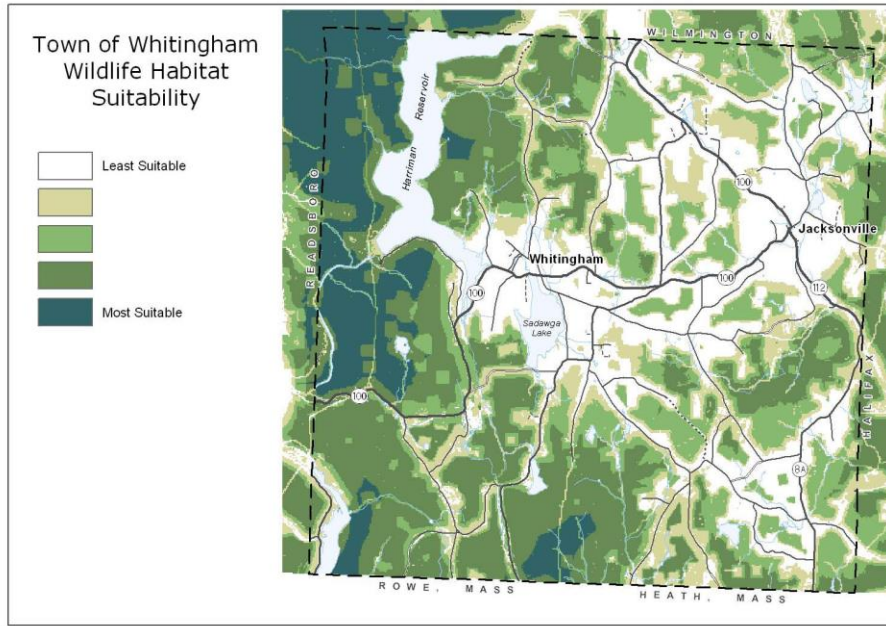 Town of Whitingham
Wildlife Habitat
Suitability
Least Suitable
Most Suitable
WILMINGTON
Harriman Reservoir
READSBORO
100
Jacksonville
Whitingham
100
100
112
Sadawga
Lake
HALIFAX
100
8A
ROWE, MASS
HEATH, MASS